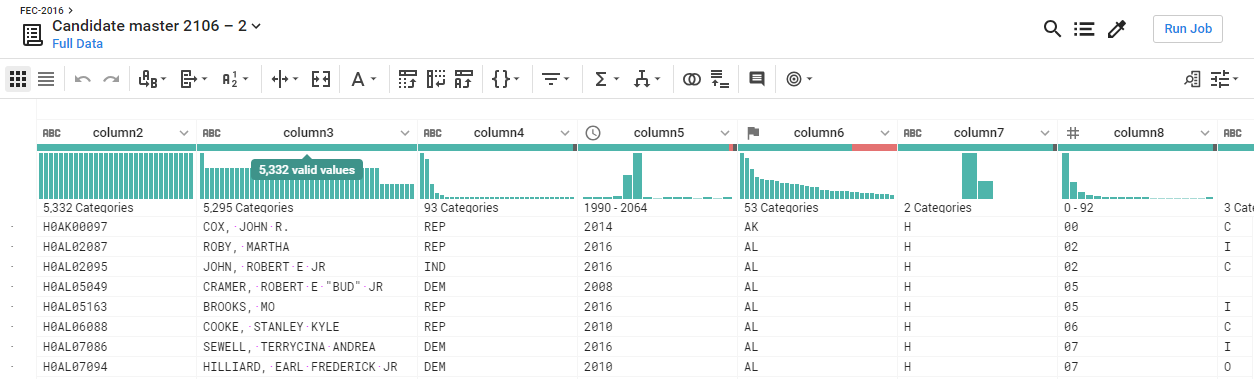 FEC-2016
Candidate master 2106 – 2
Full Data
Run Job
ABC column2 ABC column3 ABC column4 column5 column6 ABC column7 # column8 ABC
5,332 valid values
5,332 Categories 5,295 Categories 93 Categories 1990 - 2064 53 Categories 2 Categories 0 - 92 3 Cate
H0AK00097 COX, JOHN R. REP 2014 AK H 00 C
H0AL02087 ROBY, MARTHA REP 2016 AL H 02 I
H0AL02095 JOHN, ROBERT E JR IND 2016 AL H 02 C
H0AL05049 CRAMER, ROBERT E "BUD" JR DEM 2008 AL H 05
H0AL05163 BROOKS, MO REP 2016 AL H 05 I
H0AL06088 COOKE, STANLEY KYLE REP 2010 AL H 06 C
H0AL07086 SEWELL, TERRYCINA ANDREA DEM 2016 AL H 07 I
H0AL07094 HILLIARD, EARL FREDERICK JR DEM 2010 AL H 07 O